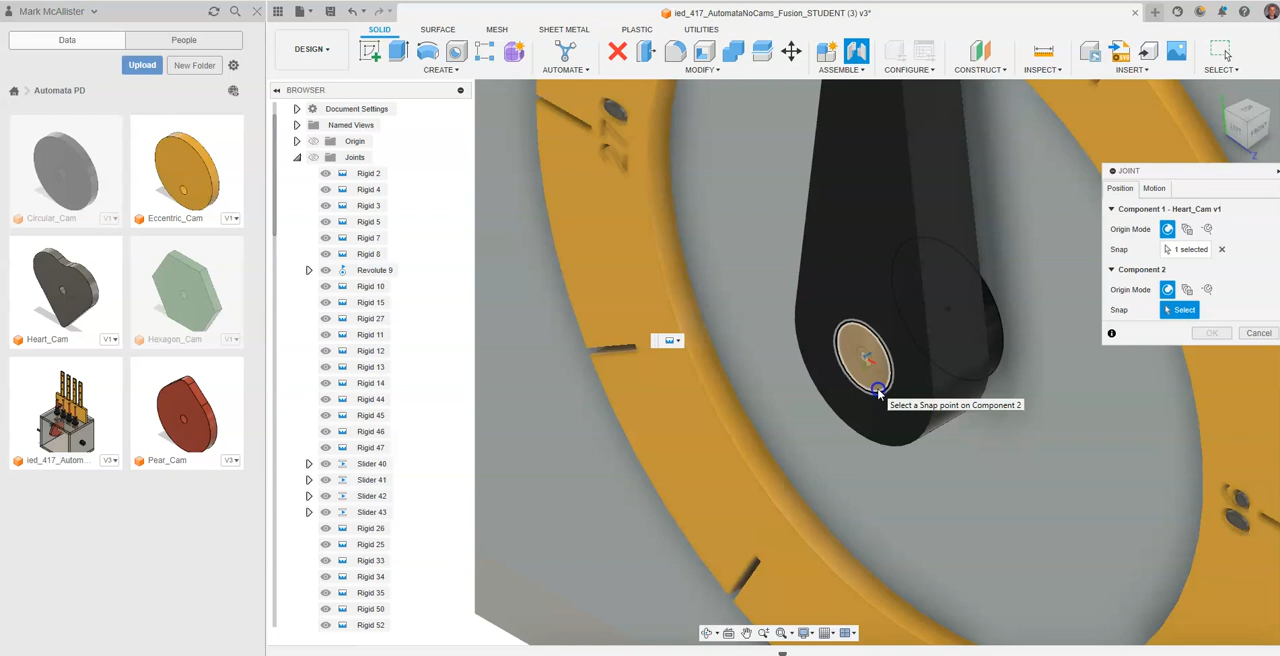 Mark McAllister
ied_417_AutomataNoCams_Fusion_STUDENT (3) v3*
Data
People
Upload
New Folder
Automata PD
Circular_Cam
V1
Eccentric_Cam
V1
Heart_Cam
V1
Hexagon_Cam
V1
ied_417_Autom...
V3
Pear_Cam
V3
DESIGN
SOLID
SURFACE
MESH
SHEET METAL
PLASTIC
UTILITIES
CREATE
AUTOMATE
MODIFY
ASSEMBLE
CONFIGURE
CONSTRUCT
INSPECT
INSERT
SELECT
BROWSER
Document Settings
Named Views
Origin
Joints
Rigid 2
Rigid 4
Rigid 3
Rigid 5
Rigid 7
Rigid 8
Revolute 9
Rigid 10
Rigid 15
Rigid 27
Rigid 11
Rigid 12
Rigid 13
Rigid 14
Rigid 44
Rigid 45
Rigid 46
Rigid 47
Slider 40
Slider 41
Slider 42
Slider 43
Rigid 26
Rigid 25
Rigid 33
Rigid 34
Rigid 35
Rigid 50
Rigid 52
270
Select a Snap point on Component 2
LEFT
FRONT
Z
JOINT
Position
Motion
Component 1 - Heart_Cam v1
Origin Mode
Snap
1 selected
Component 2
Origin Mode
Snap
Select
OK
Cancel